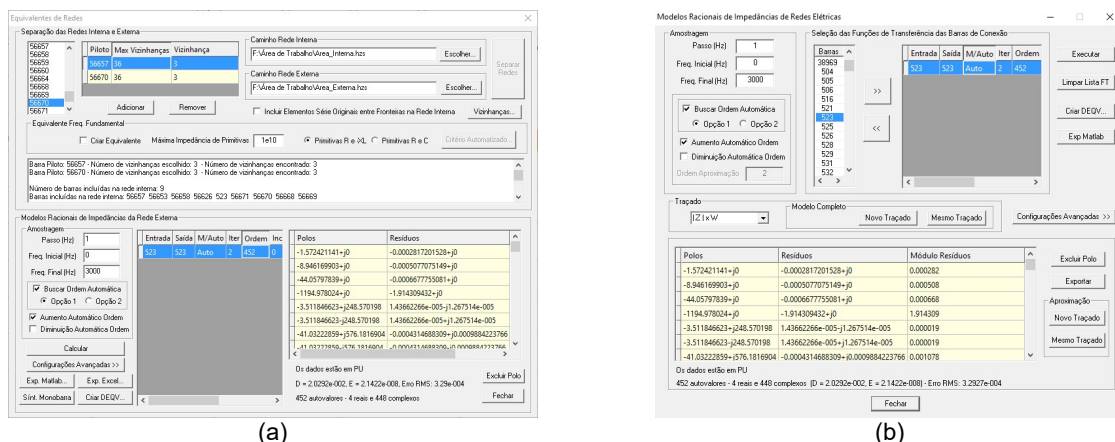 Equivalentes de Redes
Separação das Redes Interna e Externa
56657
56658
56659
56660
56664
56668
56669
56670
56671
Piloto Max Vizinhanças Vizinhança
56657 36 3
56670 36 3
Adicionar Remover
Caminho Rede Interna
F:\Área de Trabalho\Area_Interna.hzs Escolher...
Caminho Rede Externa
F:\Área de Trabalho\Area_Externa.hzs Escolher...
Separar Redes
Incluir Elementos Série Originais entre Fronteiras na Rede Interna Vizinhanças...
Equivalente Freq. Fundamental
Criar Equivalente Máxima Impedância de Primitivas 1e10 Primitivas R e XL Primitivas R e C Critério Automatizado...
Barra Piloto: 56657 - Número de vizinhanças escolhido: 3 - Número de vizinhanças encontrado: 3
Barra Piloto: 56670 - Número de vizinhanças escolhido: 3 - Número de vizinhanças encontrado: 3
Número de barras incluídas na rede interna: 9
Barras incluídas na rede interna: 56657 56653 56658 56626 523 56671 56670 56668 56669
Modelos Racionais de Impedâncias da Rede Externa
Amostragem
Passo (Hz) 1
Freq. Inicial (Hz) 0
Freq. Final (Hz) 3000
Buscar Ordem Automática
Opção 1 Opção 2
Aumento Automático Ordem
Diminuição Automática Ordem
Calcular
Configurações Avançadas >>
Exp. Matlab... Exp. Excel...
Sínt. Monobarra Criar DEQV...
Entrada Saída M/Auto Iter Ordem Inc
523 523 Auto 2 452 0
Polos Resíduos
-1.572421141+j0 -0.0002817201528+j0
-8.946169903+j0 -0.0005077075149+j0
-44.05797839+j0 -0.0006677755081+j0
-1194.978024+j0 -1.914309432+j0
-3.511846623+j248.570198 1.43662266e-005-j1.267514e-005
-3.511846623-j248.570198 1.43662266e-005+j1.267514e-005
-41.03222859+j576.1816904 -0.0004314688309+j0.0009884223766
-41.03222859-j576.1816904 -0.0004314688309-j0.0009884223766
Os dados estão em PU
D = 2.0292e-002, E = 2.1422e-008, Erro RMS: 3.29e-004
452 autovalores - 4 reais e 448 complexos
Excluir Polo
Fechar
(a)
Modelos Racionais de Impedâncias de Redes Elétricas
Amostragem
Passo (Hz) 1
Freq. Inicial (Hz) 0
Freq. Final (Hz) 3000
Buscar Ordem Automática
Opção 1 Opção 2
Aumento Automático Ordem
Diminuição Automática Ordem
Ordem Aproximação 2
Seleção das Funções de Transferência das Barras de Conexão
Barras
38969
504
505
506
516
521
523
525
526
528
529
531
532
>>
<<
Entrada Saída M/Auto Iter Ordem
523 523 Auto 2 452
Executar
Limpar Lista FT
Criar DEQV...
Exp Matlab
Traçado
|Z| x W
Modelo Completo
Novo Traçado Mesmo Traçado
Configurações Avançadas >>
Polos Resíduos Módulo Resíduos
-1.572421141+j0 -0.0002817201528+j0 0.000282
-8.946169903+j0 -0.0005077075149+j0 0.000508
-44.05797839+j0 -0.0006677755081+j0 0.000668
-1194.978024+j0 -1.914309432+j0 1.914309
-3.511846623+j248.570198 1.43662266e-005-j1.267514e-005 0.000019
-3.511846623-j248.570198 1.43662266e-005+j1.267514e-005 0.000019
-41.03222859+j576.1816904 -0.0004314688309+j0.0009884223766 0.001078
Excluir Polo
Exportar
Aproximação
Novo Traçado
Mesmo Traçado
Os dados estão em PU
452 autovalores - 4 reais e 448 complexos (D = 2.0292e-002, E = 2.1422e-008) - Erro RMS: 3.2927e-004
Fechar
(b)